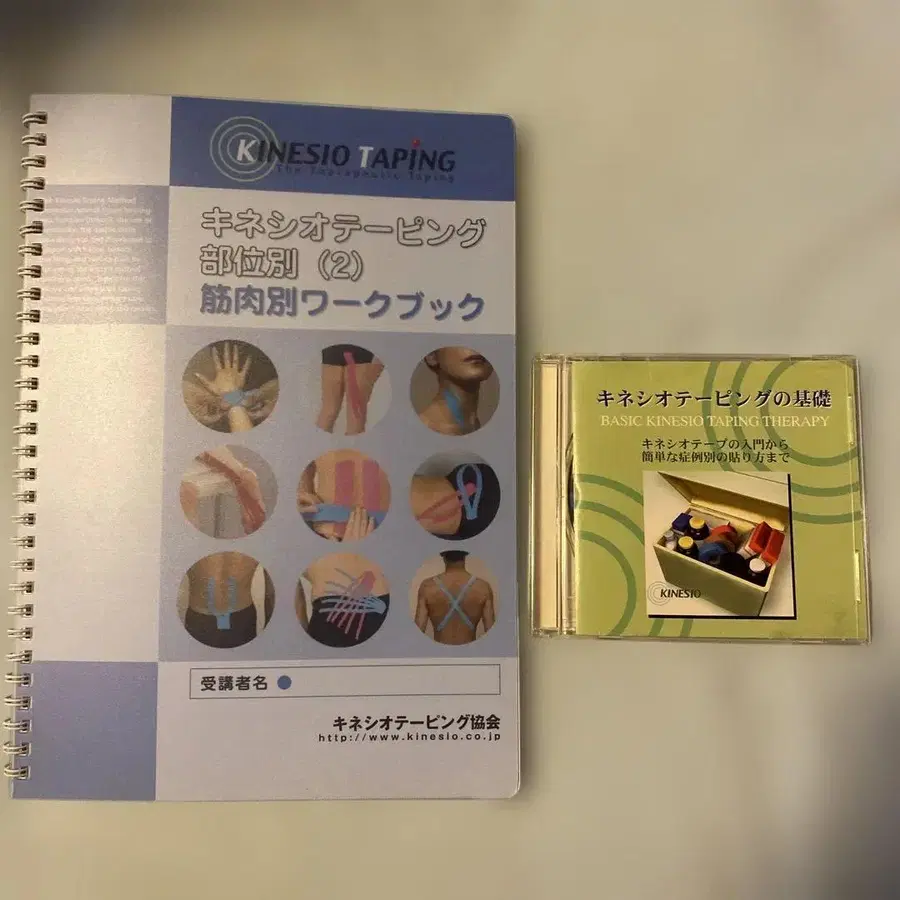 KINESIO TAPING
The Therapeutic Taping
キネシオテーピング
部位別（2）
筋肉別ワークブック
受講者名
キネシオテーピング協会
http://www.kinesio.co.jp
キネシオテーピングの基礎
BASIC KINESIO TAPING THERAPY
キネシオテープの入門から
簡単な症例別の貼り方まで
KINESIO